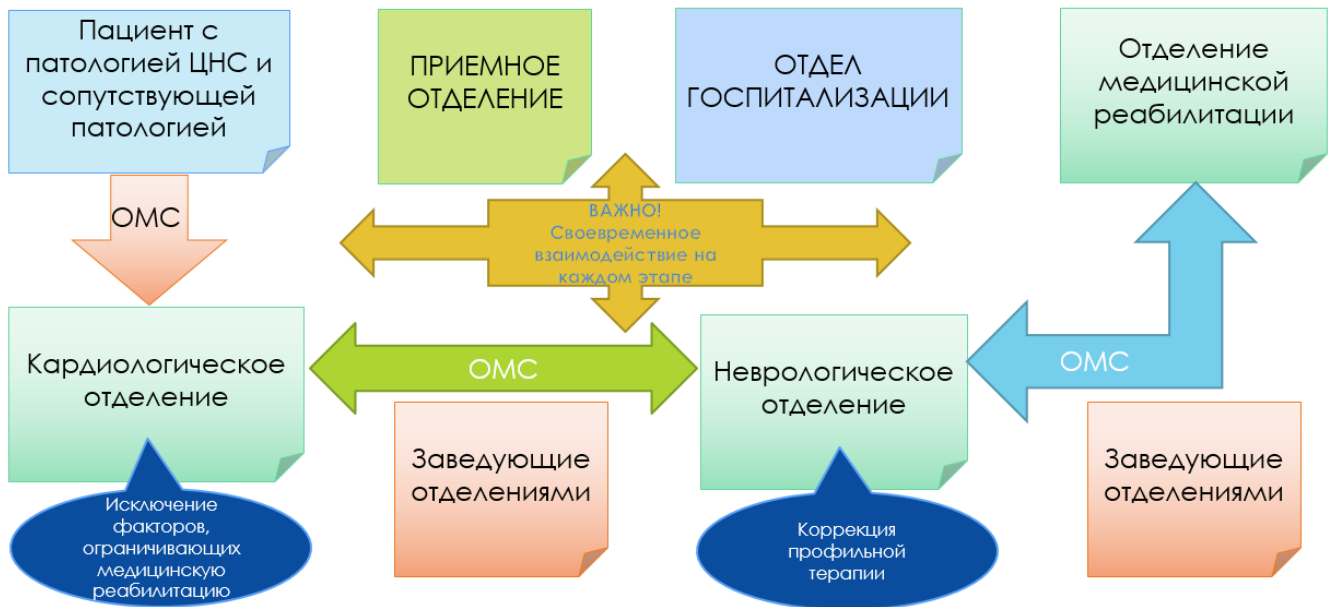 Пациент с
патологией ЦНС и
сопутствующей
патологией
ПРИЕМНОЕ
ОТДЕЛЕНИЕ
ОТДЕЛ
ГОСПИТАЛИЗАЦИИ
Отделение
медицинской
реабилитации
ОМС
ВАЖНО!
Своевременное
взаимодействие на
каждом этапе
Кардиологическое
отделение
ОМС
Неврологическое
отделение
ОМС
Исключение
факторов,
ограничивающих
медицинскую
реабилитацию
Заведующие
отделениями
Коррекция
профильной
терапии
Заведующие
отделениями